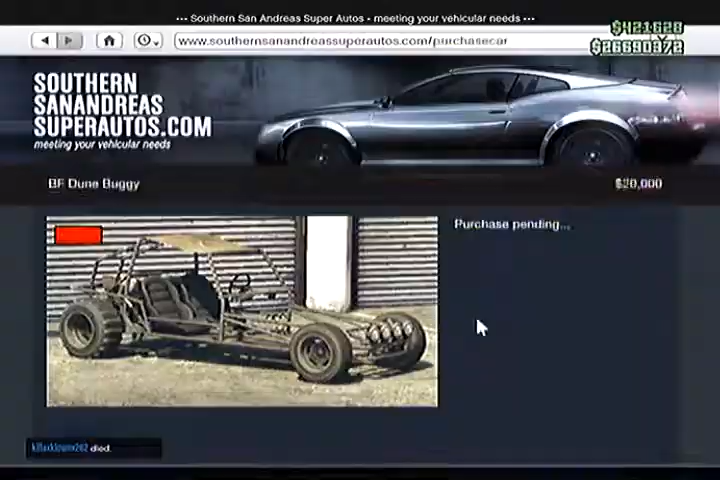 ••• Southern San Andreas Super Autos - meeting your vehicular needs •••
www.southernsanandreassuperautos.com/purchasecar
$421628
$26690372
SOUTHERN
SANANDREAS
SUPERAUTOS.COM
meeting your vehicular needs
BF Dune Buggy
$20,000
Purchase pending...
died.